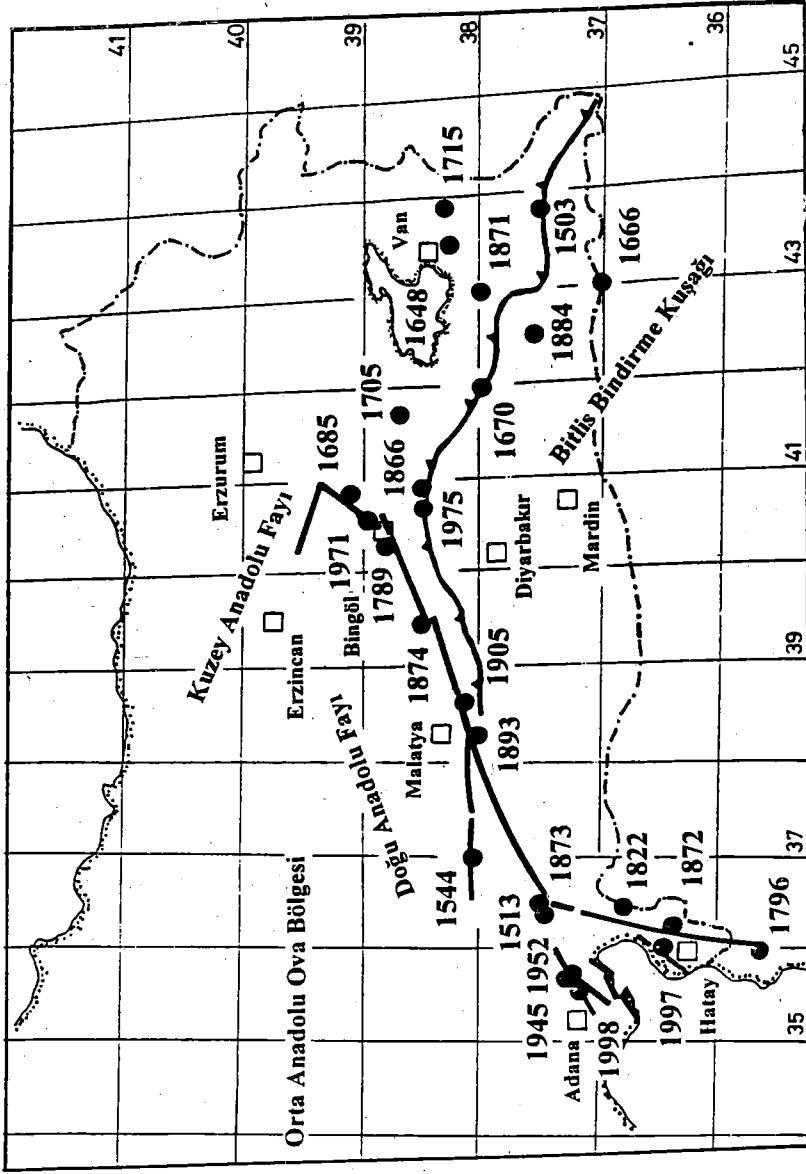 41
40
39
38
37
36
45
43
41
39
37
35
Orta Anadolu Ova Bölgesi
Kuzey Anadolu Fayı
Doğu Anadolu Fayı
Bitlis Bindirme Kuşağı
Erzurum
Erzincan
Bingöl
Malatya
Van
Diyarbakır
Mardin
Adana
Hatay
1544
1513
1952
1945
1998
1997
1873
1822
1872
1796
1893
1905
1874
1789
1971
1685
1866
1705
1975
1670
1648
1715
1871
1884
1503
1666